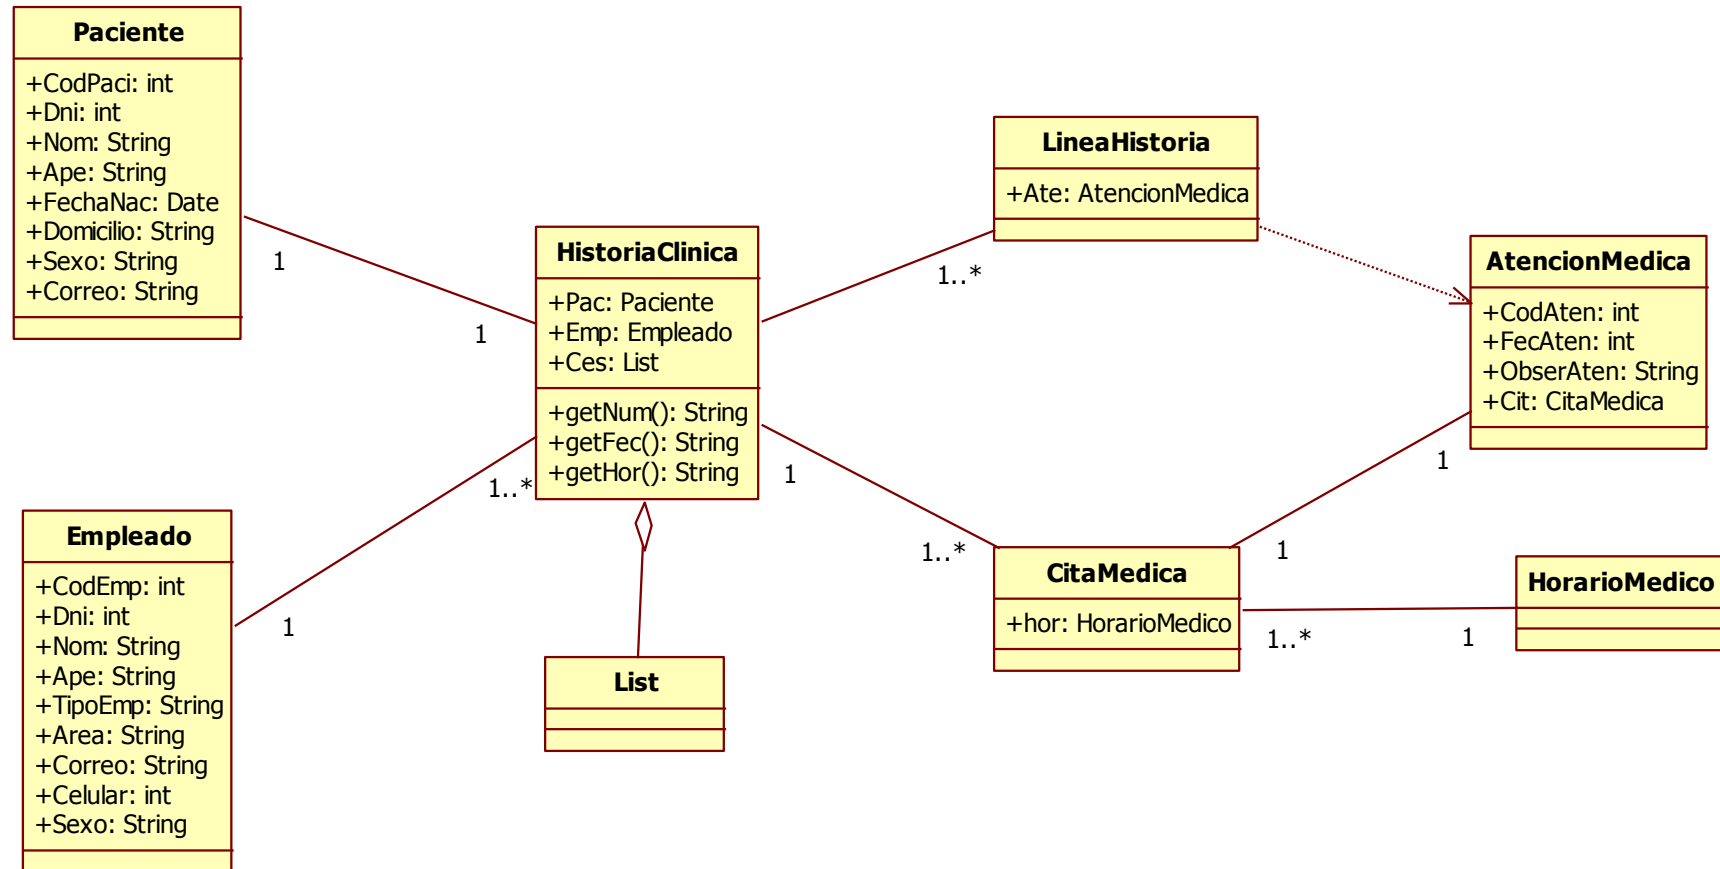 Paciente
+CodPaci: int
+Dni: int
+Nom: String
+Ape: String
+FechaNac: Date
+Domicilio: String
+Sexo: String
+Correo: String
1
1
Empleado
+CodEmp: int
+Dni: int
+Nom: String
+Ape: String
+TipoEmp: String
+Area: String
+Correo: String
+Celular: int
+Sexo: String
1
1..*
HistoriaClinica
+Pac: Paciente
+Emp: Empleado
+Ces: List
+getNum(): String
+getFec(): String
+getHor(): String
List
1..*
1
1..*
LineaHistoria
+Ate: AtencionMedica
AtencionMedica
+CodAten: int
+FecAten: int
+ObserAten: String
+Cit: CitaMedica
1
1
CitaMedica
+hor: HorarioMedico
1..*
1
HorarioMedico